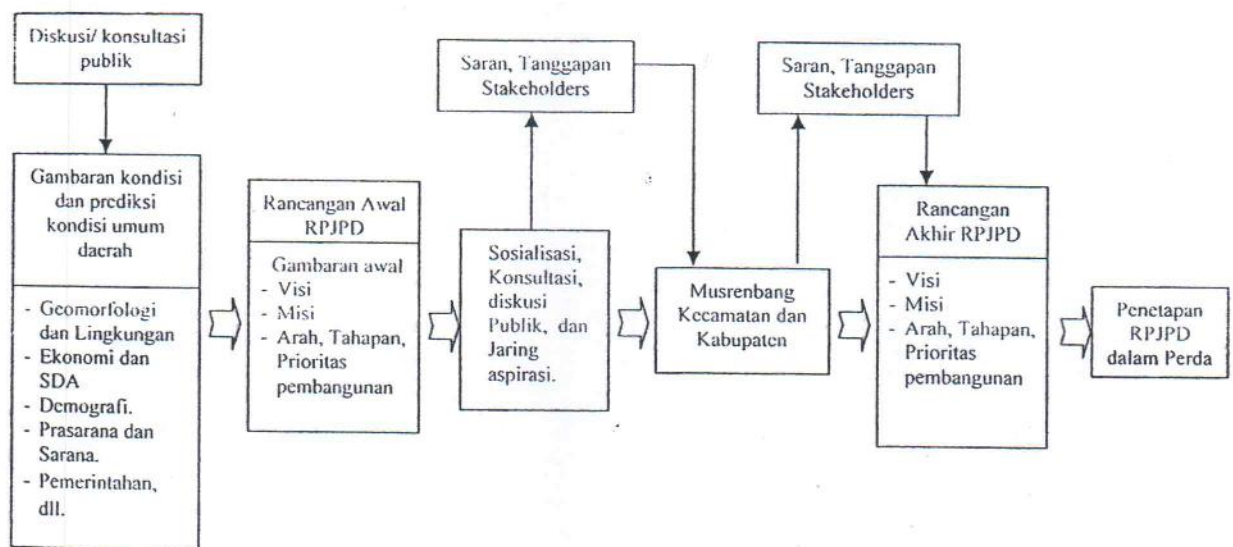 Diskusi/ konsultasi
publik
Gambaran kondisi
dan prediksi
kondisi umum
daerah
- Geomorfologi
dan Lingkungan
- Ekonomi dan
SDA
- Demografi.
- Prasarana dan
Sarana.
- Pemerintahan,
dll.
Rancangan Awal
RPJPD
Gambaran awal
- Visi
- Misi
- Arah, Tahapan,
Prioritas
pembangunan
Saran, Tanggapan
Stakeholders
Sosialisasi,
Konsultasi,
diskusi
Publik, dan
Jaring
aspirasi.
Musrenbang
Kecamatan dan
Kabupaten
Saran, Tanggapan
Stakeholders
Rancangan
Akhir RPJPD
- Visi
- Misi
- Arah, Tahapan,
Prioritas
pembangunan
Penetapan
RPJPD
dalam Perda